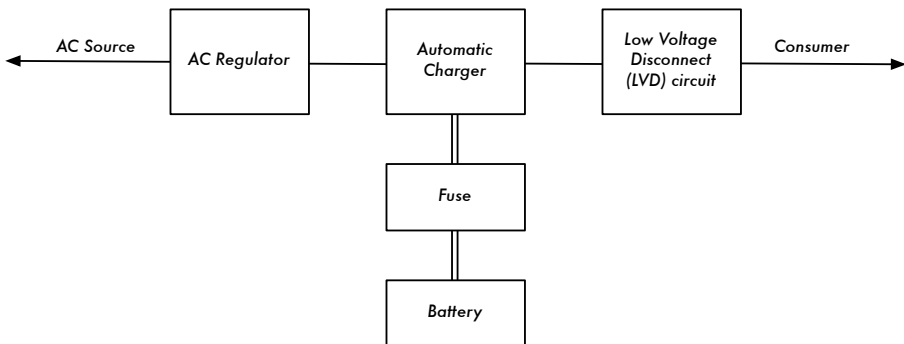 AC Source
AC Regulator
Automatic
Charger
Low Voltage
Disconnect
(LVD) circuit
Consumer
Fuse
Battery